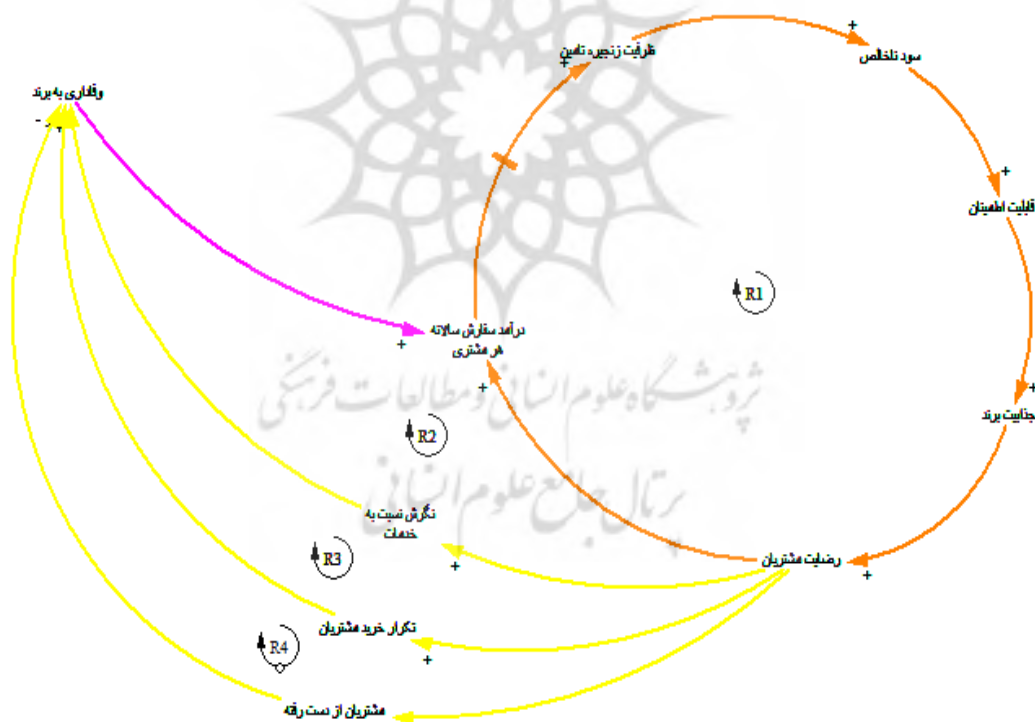 ظرفیت زنجیره تامین
+
+
سود ناخالص
وفاداری به برند
-
+
+
قابلیت اطمینان
R1
درآمد سفارش سالانه
هر مشتری
+
+
پژوهشگاه علوم انسانی و مطالعات فرهنگی
+
جذابیت برند
R2
پرتال جامع علوم انسانی
نگرش نسبت به
خدمات
+
رضایت مشتریان
+
R3
تکرار خرید مشتریان
+
R4
مشتریان از دست رفته